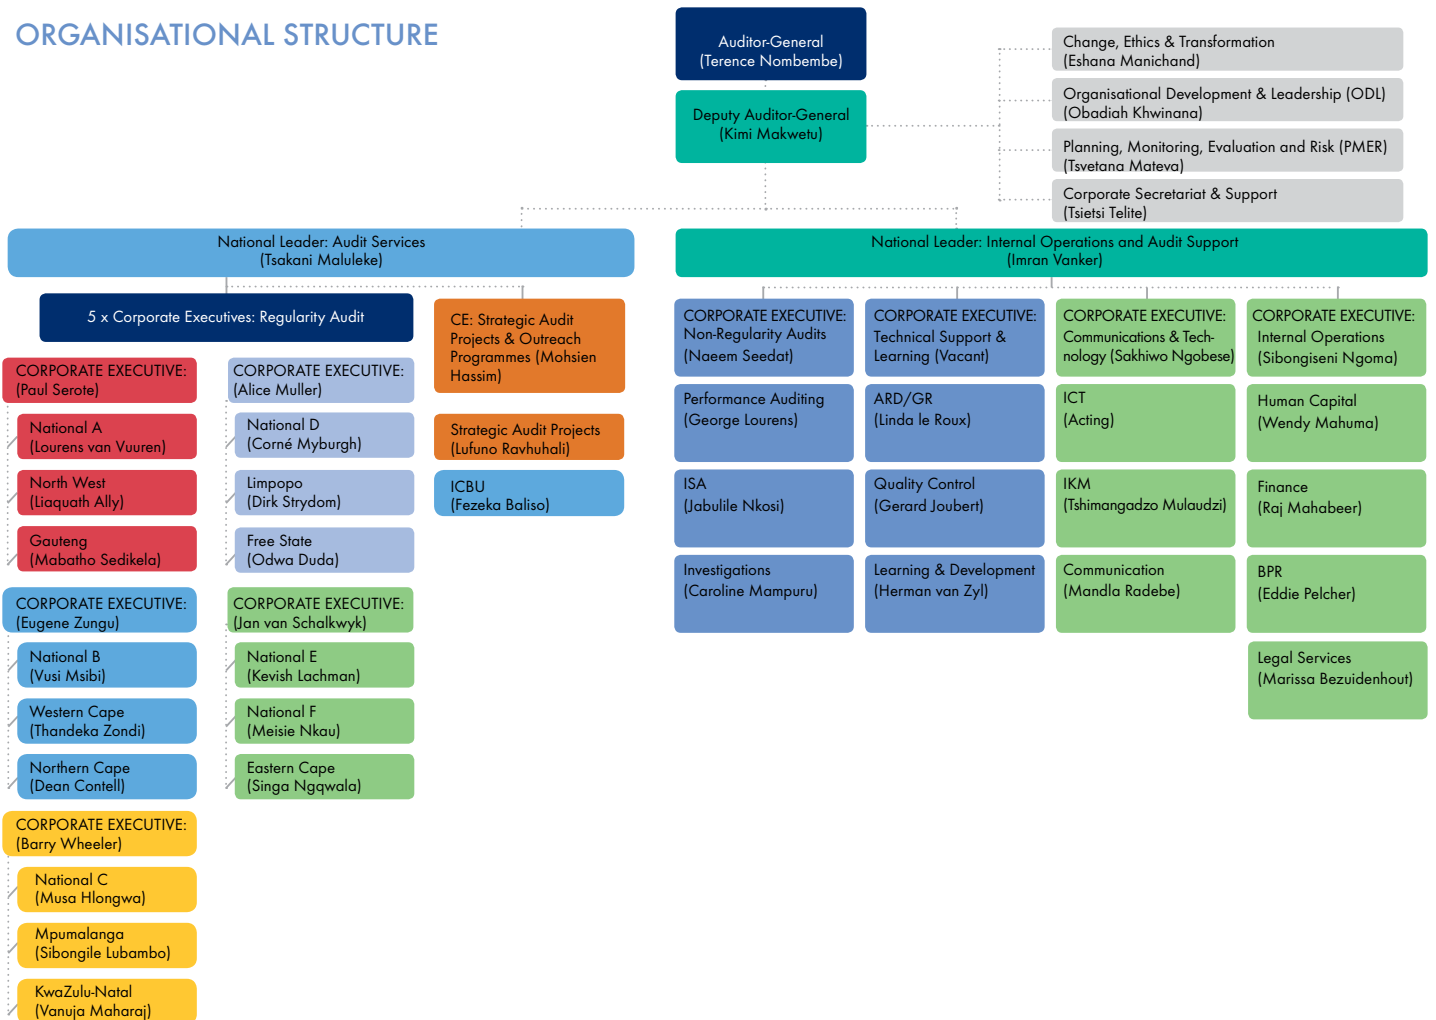 ORGANISATIONAL STRUCTURE
Auditor-General
(Terence Nombembe)
Deputy Auditor-General
(Kimi Makwetu)
Change, Ethics & Transformation
(Eshana Manichand)
Organisational Development & Leadership (ODL)
(Obadiah Khwinana)
Planning, Monitoring, Evaluation and Risk (PMER)
(Tsvetana Mateva)
Corporate Secretariat & Support
(Tsietsi Telite)
National Leader: Audit Services
(Tsakani Maluleke)
National Leader: Internal Operations and Audit Support
(Imran Vanker)
5 x Corporate Executives: Regularity Audit
CORPORATE EXECUTIVE:
(Paul Serote)
National A
(Lourens van Vuuren)
North West
(Liaquath Ally)
Gauteng
(Mabatho Sedikela)
CORPORATE EXECUTIVE:
(Eugene Zungu)
National B
(Vusi Msibi)
Western Cape
(Thandeka Zondi)
Northern Cape
(Dean Contell)
CORPORATE EXECUTIVE:
(Barry Wheeler)
National C
(Musa Hlongwa)
Mpumalanga
(Sibongile Lubambo)
KwaZulu-Natal
(Vanuja Maharaj)
CORPORATE EXECUTIVE:
(Alice Muller)
National D
(Corné Myburgh)
Limpopo
(Dirk Strydom)
Free State
(Odwa Duda)
CORPORATE EXECUTIVE:
(Jan van Schalkwyk)
National E
(Kevish Lachman)
National F
(Meisie Nkau)
Eastern Cape
(Singa Ngqwala)
CE: Strategic Audit
Projects & Outreach
Programmes (Mohsien
Hassim)
Strategic Audit Projects
(Lufuno Ravhuhali)
ICBU
(Fezeka Baliso)
CORPORATE EXECUTIVE:
Non-Regularity Audits
(Naeem Seedat)
Performance Auditing
(George Lourens)
ISA
(Jabulile Nkosi)
Investigations
(Caroline Mampuru)
CORPORATE EXECUTIVE:
Technical Support &
Learning (Vacant)
ARD/GR
(Linda le Roux)
Quality Control
(Gerard Joubert)
Learning & Development
(Herman van Zyl)
CORPORATE EXECUTIVE:
Communications & Tech-
nology (Sakhiwo Ngobese)
ICT
(Acting)
IKM
(Tshimangadzo Mulaudzi)
Communication
(Mandla Radebe)
CORPORATE EXECUTIVE:
Internal Operations
(Sibongiseni Ngoma)
Human Capital
(Wendy Mahuma)
Finance
(Raj Mahabeer)
BPR
(Eddie Pelcher)
Legal Services
(Marissa Bezuidenhout)